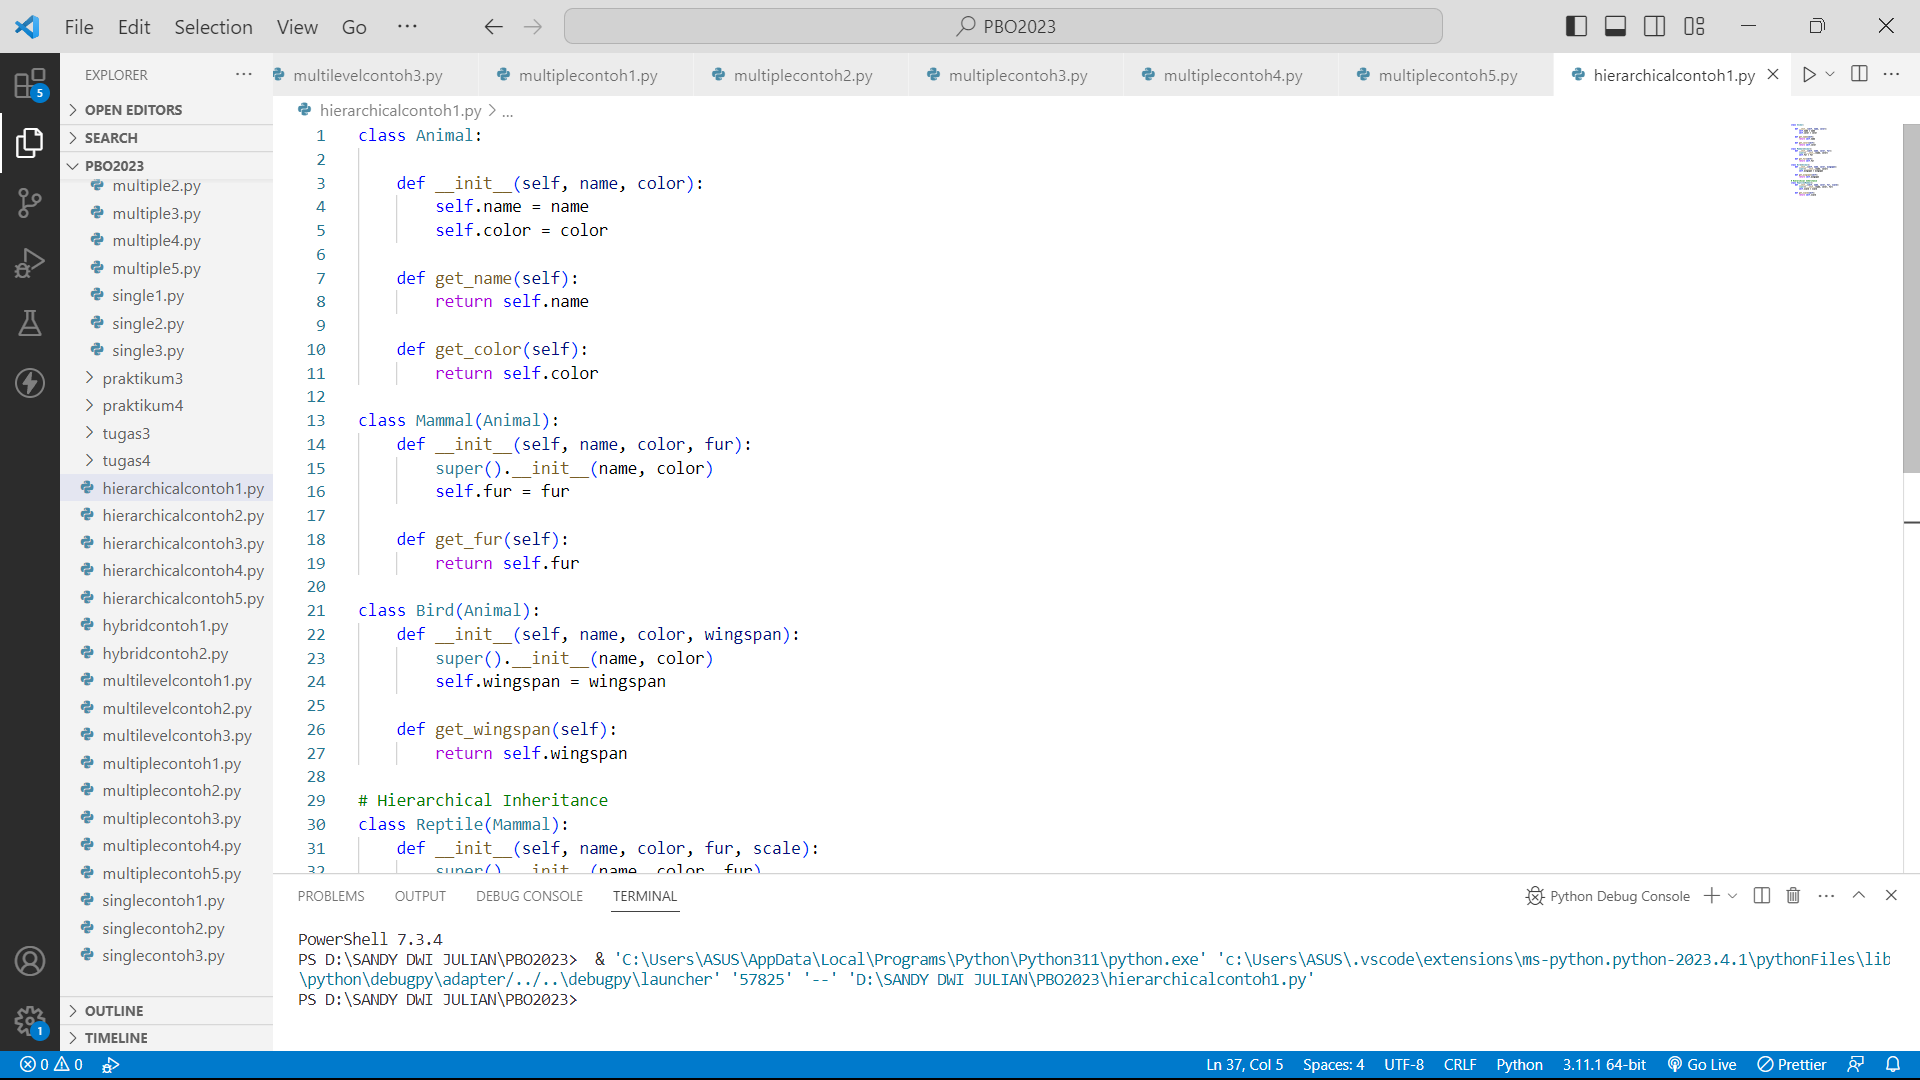 File Edit Selection View Go ··· PBO2023
EXPLORER ···
OPEN EDITORS
SEARCH
PBO2023
multiple2.py
multiple3.py
multiple4.py
multiple5.py
single1.py
single2.py
single3.py
praktikum3
praktikum4
tugas3
tugas4
hierarchicalcontoh1.py
hierarchicalcontoh2.py
hierarchicalcontoh3.py
hierarchicalcontoh4.py
hierarchicalcontoh5.py
hybridcontoh1.py
hybridcontoh2.py
multilevelcontoh1.py
multilevelcontoh2.py
multilevelcontoh3.py
multiplecontoh1.py
multiplecontoh2.py
multiplecontoh3.py
multiplecontoh4.py
multiplecontoh5.py
singlecontoh1.py
singlecontoh2.py
singlecontoh3.py
OUTLINE
TIMELINE
5
1
multilevelcontoh3.py multiplecontoh1.py multiplecontoh2.py multiplecontoh3.py multiplecontoh4.py multiplecontoh5.py hierarchicalcontoh1.py
hierarchicalcontoh1.py > ...
1 class Animal:
2
3 def __init__(self, name, color):
4 self.name = name
5 self.color = color
6
7 def get_name(self):
8 return self.name
9
10 def get_color(self):
11 return self.color
12
13 class Mammal(Animal):
14 def __init__(self, name, color, fur):
15 super().__init__(name, color)
16 self.fur = fur
17
18 def get_fur(self):
19 return self.fur
20
21 class Bird(Animal):
22 def __init__(self, name, color, wingspan):
23 super().__init__(name, color)
24 self.wingspan = wingspan
25
26 def get_wingspan(self):
27 return self.wingspan
28
29 # Hierarchical Inheritance
30 class Reptile(Mammal):
31 def __init__(self, name, color, fur, scale):
32 super().__init__(name, color, fur)
PROBLEMS OUTPUT DEBUG CONSOLE TERMINAL Python Debug Console
PowerShell 7.3.4
PS D:\SANDY DWI JULIAN\PBO2023>  & 'C:\Users\ASUS\AppData\Local\Programs\Python\Python311\python.exe' 'c:\Users\ASUS\.vscode\extensions\ms-python.python-2023.4.1\pythonFiles\lib
\python\debugpy\adapter/../..\debugpy\launcher' '57825' '--' 'D:\SANDY DWI JULIAN\PBO2023\hierarchicalcontoh1.py'
PS D:\SANDY DWI JULIAN\PBO2023>
0 0 Ln 37, Col 5 Spaces: 4 UTF-8 CRLF Python 3.11.1 64-bit Go Live Prettier